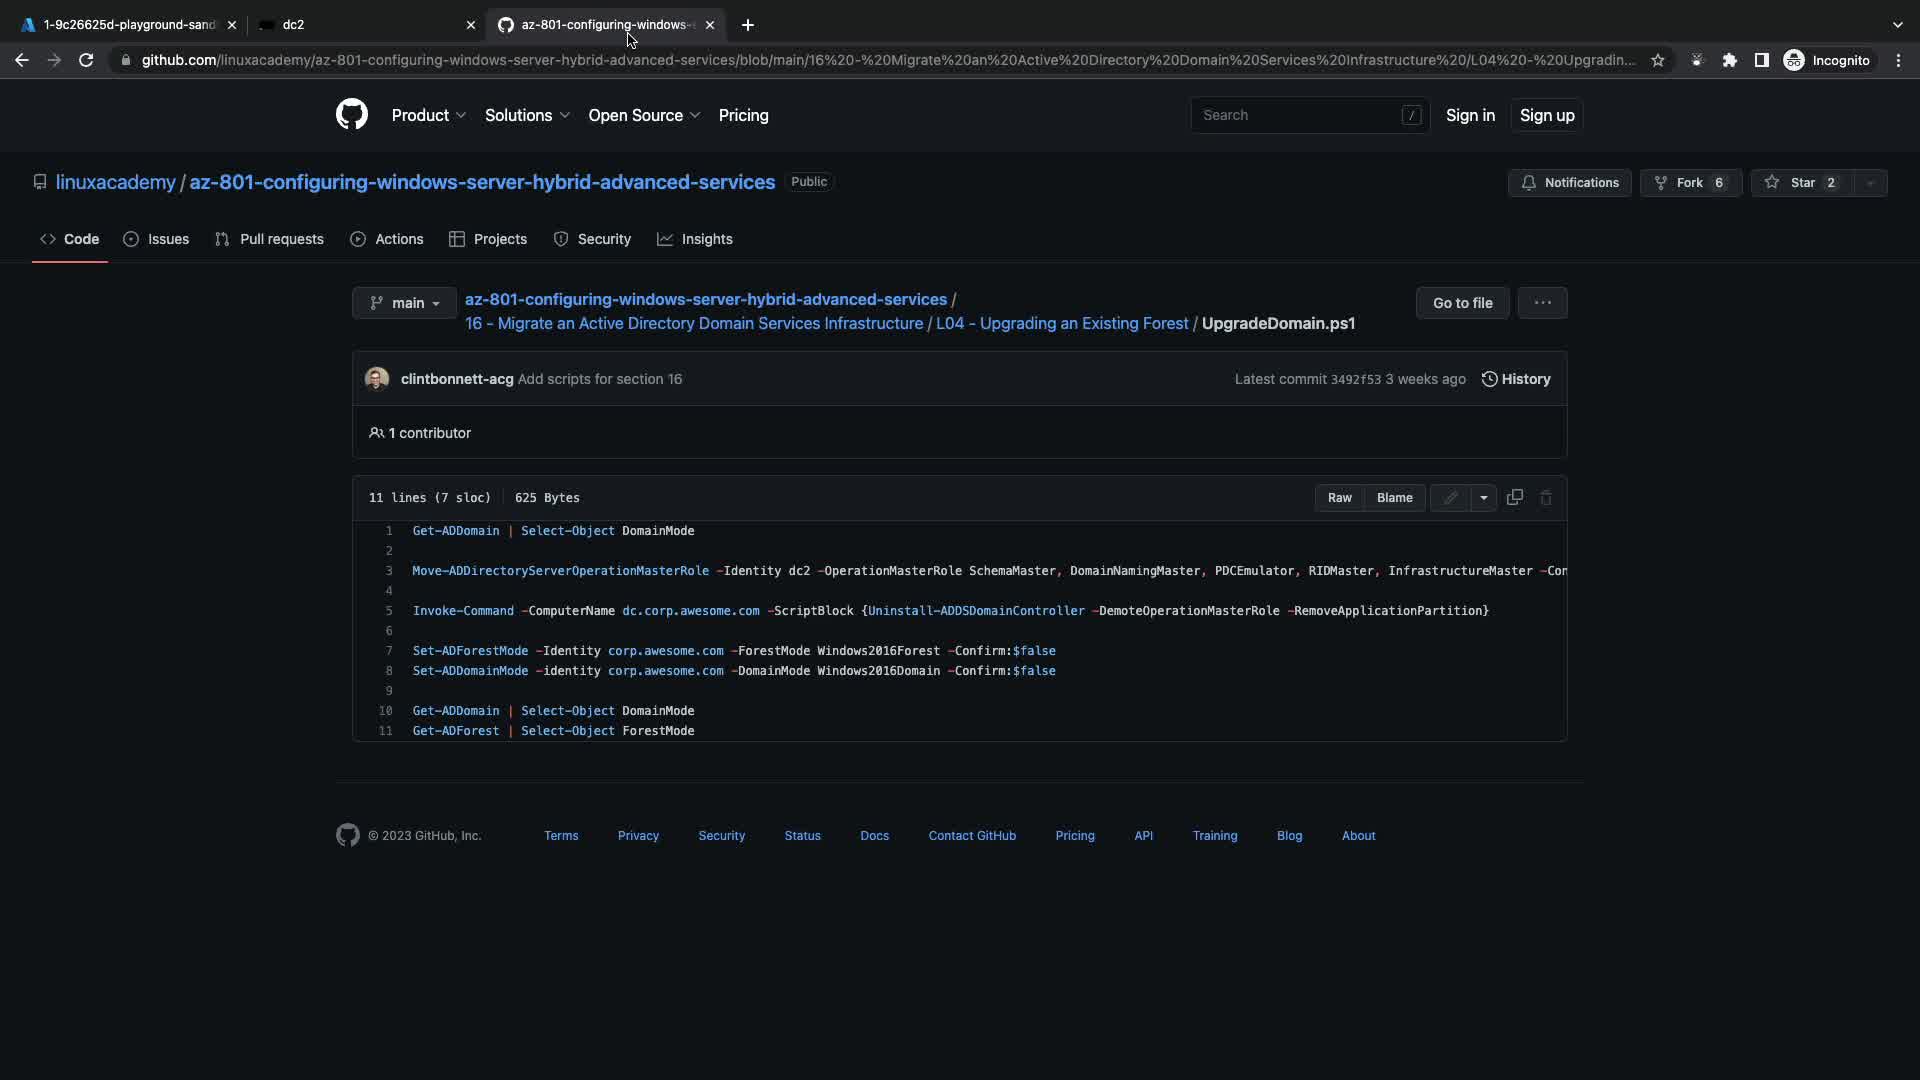 1-9c26625d-playground-sand
dc2
az-801-configuring-windows-s
github.com/linuxacademy/az-801-configuring-windows-server-hybrid-advanced-services/blob/main/16%20-%20Migrate%20an%20Active%20Directory%20Domain%20Services%20Infrastructure%20/L04%20-%20Upgradin...
Incognito
Product
Solutions
Open Source
Pricing
Search /
Sign in
Sign up
linuxacademy / az-801-configuring-windows-server-hybrid-advanced-services Public
Notifications
Fork 6
Star 2
Code
Issues
Pull requests
Actions
Projects
Security
Insights
main
az-801-configuring-windows-server-hybrid-advanced-services /
16 - Migrate an Active Directory Domain Services Infrastructure / L04 - Upgrading an Existing Forest / UpgradeDomain.ps1
Go to file
...
clintbonnett-acg Add scripts for section 16
Latest commit 3492f53 3 weeks ago
History
1 contributor
11 lines (7 sloc) 625 Bytes
Raw
Blame
1 Get-ADDomain | Select-Object DomainMode
2
3 Move-ADDirectoryServerOperationMasterRole -Identity dc2 -OperationMasterRole SchemaMaster, DomainNamingMaster, PDCEmulator, RIDMaster, InfrastructureMaster -Con
4
5 Invoke-Command -ComputerName dc.corp.awesome.com -ScriptBlock {Uninstall-ADDSDomainController -DemoteOperationMasterRole -RemoveApplicationPartition}
6
7 Set-ADForestMode -Identity corp.awesome.com -ForestMode Windows2016Forest -Confirm:$false
8 Set-ADDomainMode -identity corp.awesome.com -DomainMode Windows2016Domain -Confirm:$false
9
10 Get-ADDomain | Select-Object DomainMode
11 Get-ADForest | Select-Object ForestMode
© 2023 GitHub, Inc.
Terms
Privacy
Security
Status
Docs
Contact GitHub
Pricing
API
Training
Blog
About